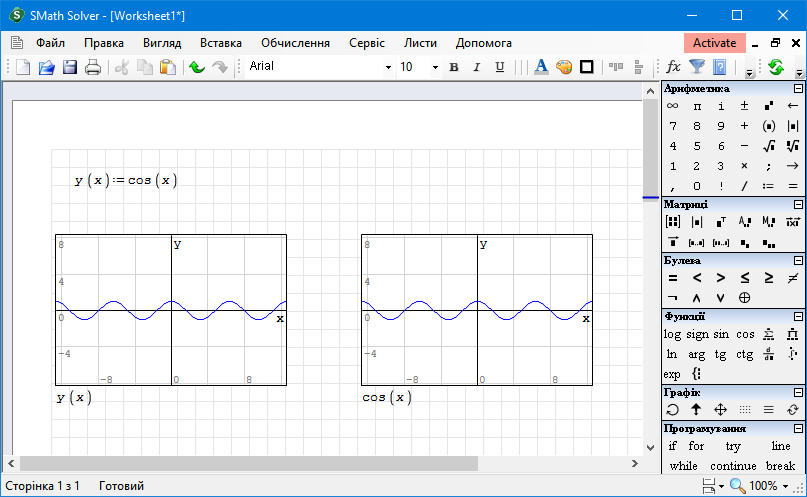 SMath Solver - [Worksheet1*]
Файл Правка Вигляд Вставка Обчислення Сервіс Листи Допомога Activate
Arial 10 B I U A fx
y(x):=cos(x)
8 y
4
0 x
-4
-8 0 8
y(x)
8 y
4
0 x
-4
-8 0 8
cos(x)
Арифметика
∞ π i ± ←
7 8 9 + (■) |■|
4 5 6 − √ √
1 2 3 × ; →
, 0 ! / := =
Матриці
Булева
= < > ≤ ≥ ≠
¬ ∧ ∨ ⊕
Функції
log sign sin cos
ln arg tg ctg
exp
Графік
Програмування
if for try line
while continue break
Сторінка 1 з 1 Готовий 100%